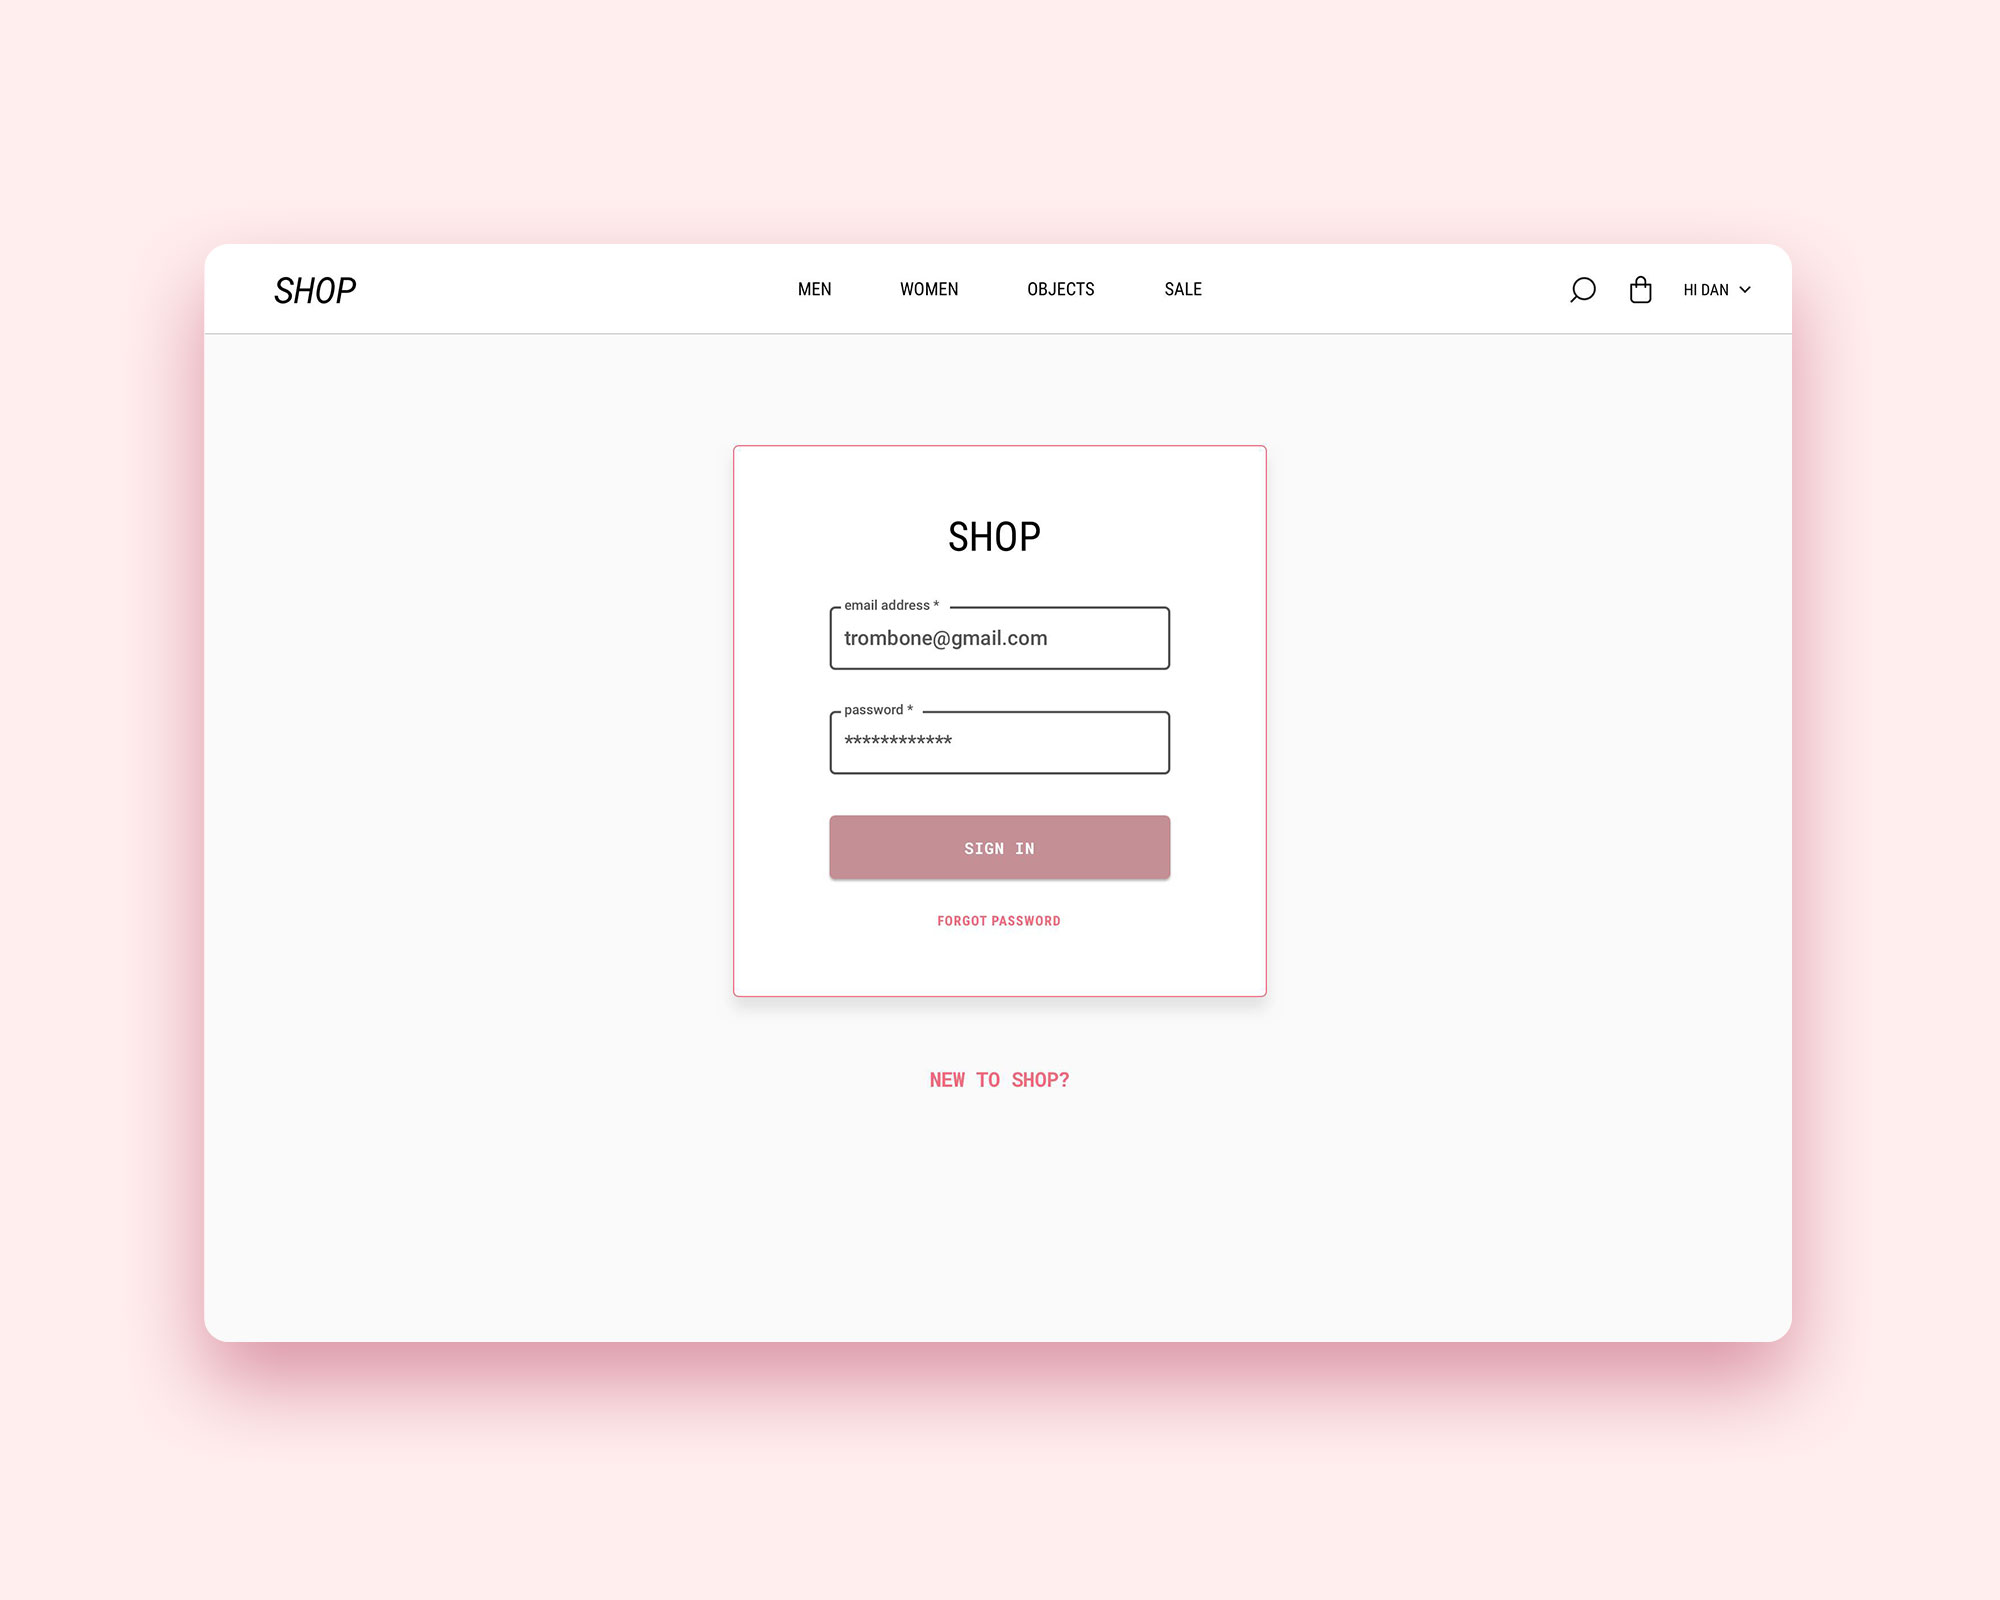 SHOP
MEN WOMEN OBJECTS SALE
HI DAN
SHOP
email address *
trombone@gmail.com
password *
************
SIGN IN
FORGOT PASSWORD
NEW TO SHOP?